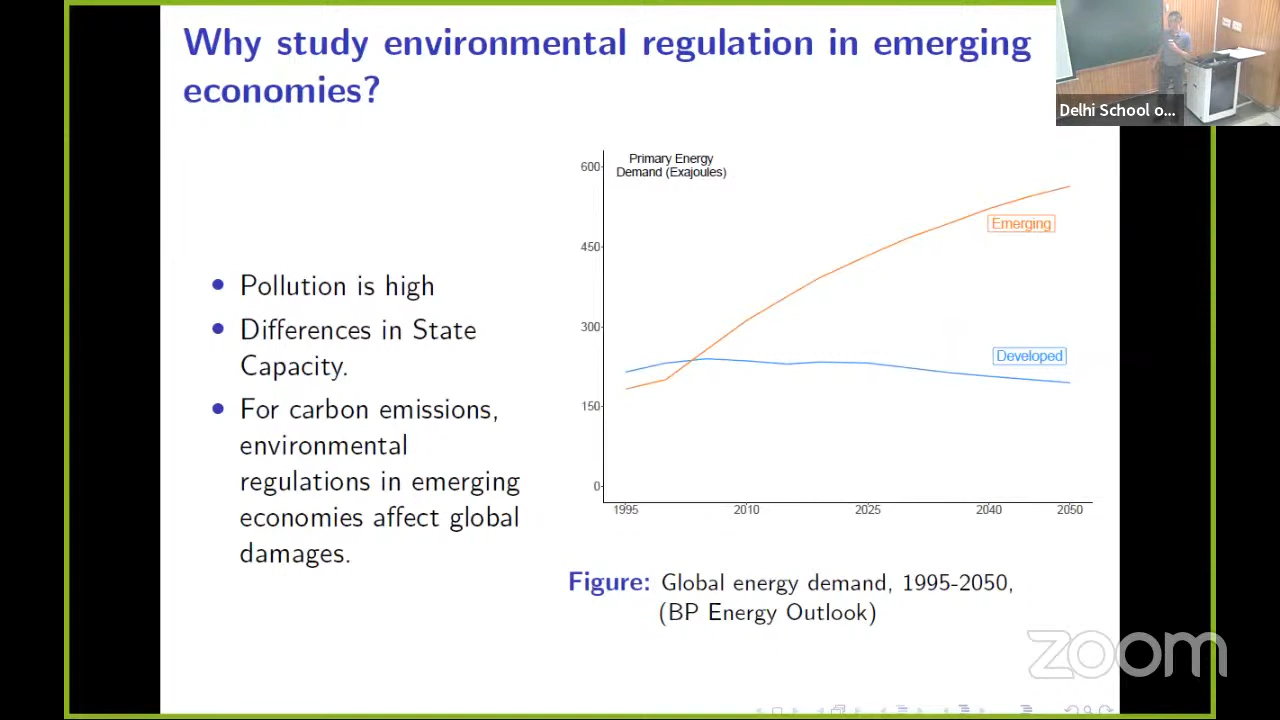 Why study environmental regulation in emerging
economies?
Delhi School o...
Pollution is high
Differences in State
Capacity.
For carbon emissions,
environmental
regulations in emerging
economies affect global
damages.
Primary Energy
Demand (Exajoules)
600
450
300
150
0
Emerging
Developed
1995 2010 2025 2040 2050
Figure: Global energy demand, 1995-2050,
(BP Energy Outlook)
zoom